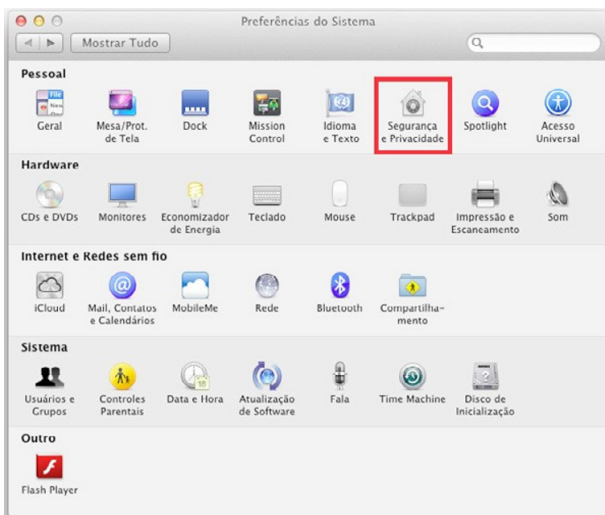 Preferências do Sistema
Mostrar Tudo
Pessoal
Geral
Mesa/Prot.
de Tela
Dock
Mission
Control
Idioma
e Texto
Segurança
e Privacidade
Spotlight
Acesso
Universal
Hardware
CDs e DVDs
Monitores
Economizador
de Energia
Teclado
Mouse
Trackpad
Impressão e
Escaneamento
Som
Internet e Redes sem fio
iCloud
Mail, Contatos
e Calendários
MobileMe
Rede
Bluetooth
Compartilha-
mento
Sistema
Usuários e
Grupos
Controles
Parentais
Data e Hora
18
Atualização
de Software
Fala
Time Machine
Disco de
Inicialização
Outro
Flash Player